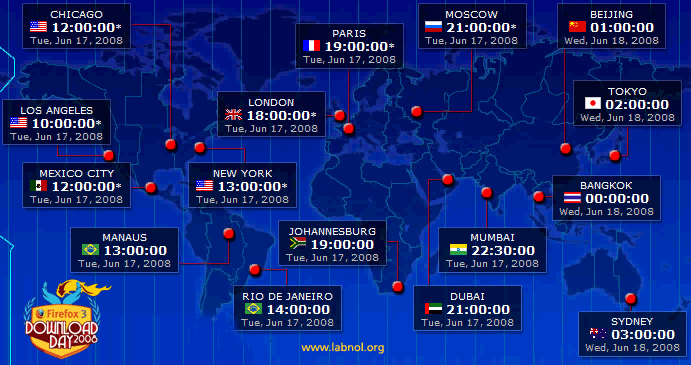 CHICAGO
12:00:00*
Tue, Jun 17, 2008
PARIS
19:00:00*
Tue, Jun 17, 2008
MOSCOW
21:00:00*
Tue, Jun 17, 2008
BEIJING
01:00:00
Wed, Jun 18, 2008
LOS ANGELES
10:00:00*
Tue, Jun 17, 2008
LONDON
18:00:00*
Tue, Jun 17, 2008
TOKYO
02:00:00
Wed, Jun 18, 2008
MEXICO CITY
12:00:00*
Tue, Jun 17, 2008
NEW YORK
13:00:00*
Tue, Jun 17, 2008
BANGKOK
00:00:00
Wed, Jun 18, 2008
MANAUS
13:00:00
Tue, Jun 17, 2008
JOHANNESBURG
19:00:00
Tue, Jun 17, 2008
MUMBAI
22:30:00
Tue, Jun 17, 2008
RIO DE JANEIRO
14:00:00
Tue, Jun 17, 2008
DUBAI
21:00:00
Tue, Jun 17, 2008
SYDNEY
03:00:00
Wed, Jun 18, 2008
Firefox 3
DOWNLOAD
DAY 2008
www.labnol.org